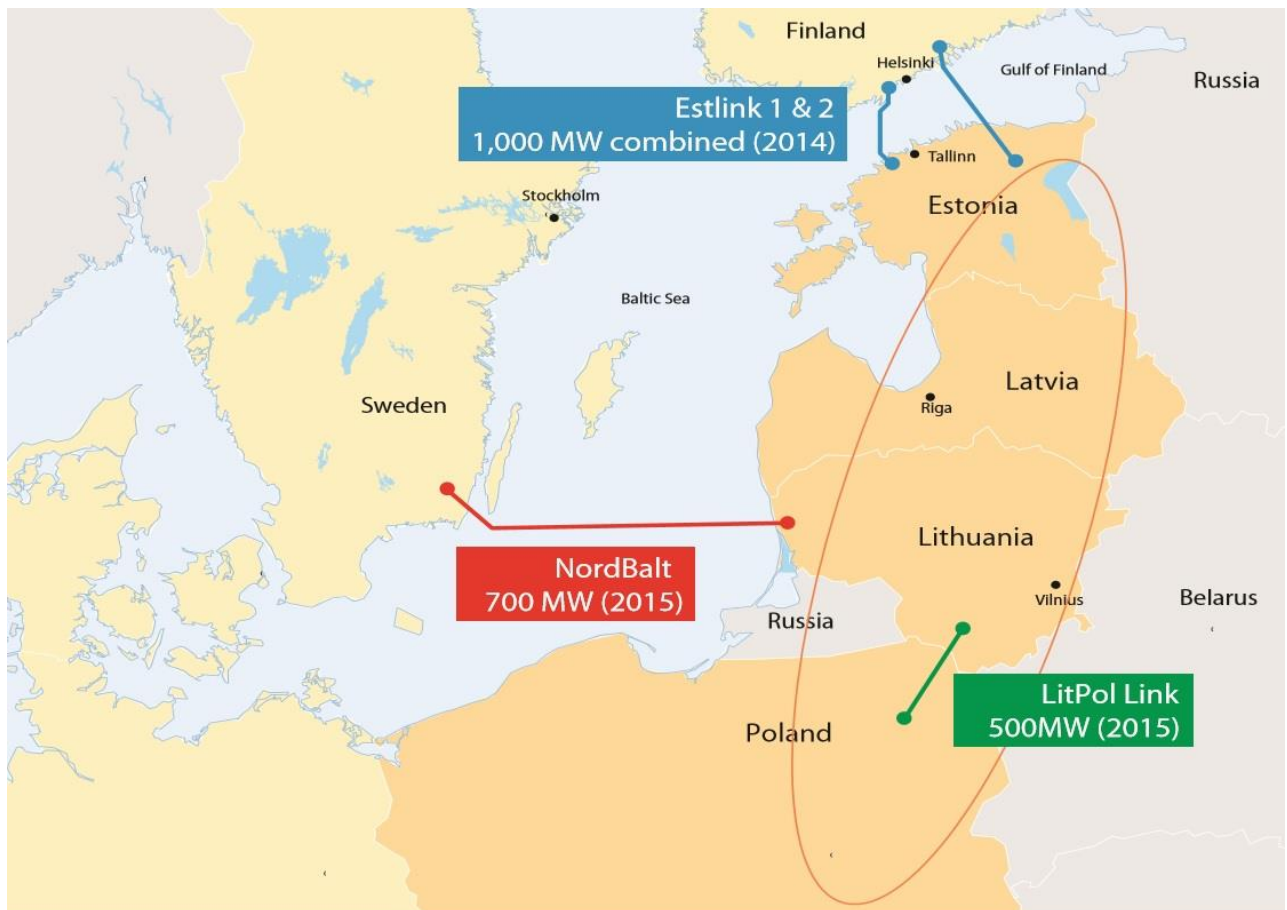 Finland
Helsinki
Gulf of Finland
Russia
Estlink 1 & 2
1,000 MW combined (2014)
Tallinn
Stockholm
Estonia
Baltic Sea
Latvia
Riga
Sweden
Lithuania
NordBalt
700 MW (2015)
Vilnius
Belarus
Russia
LitPol Link
500MW (2015)
Poland